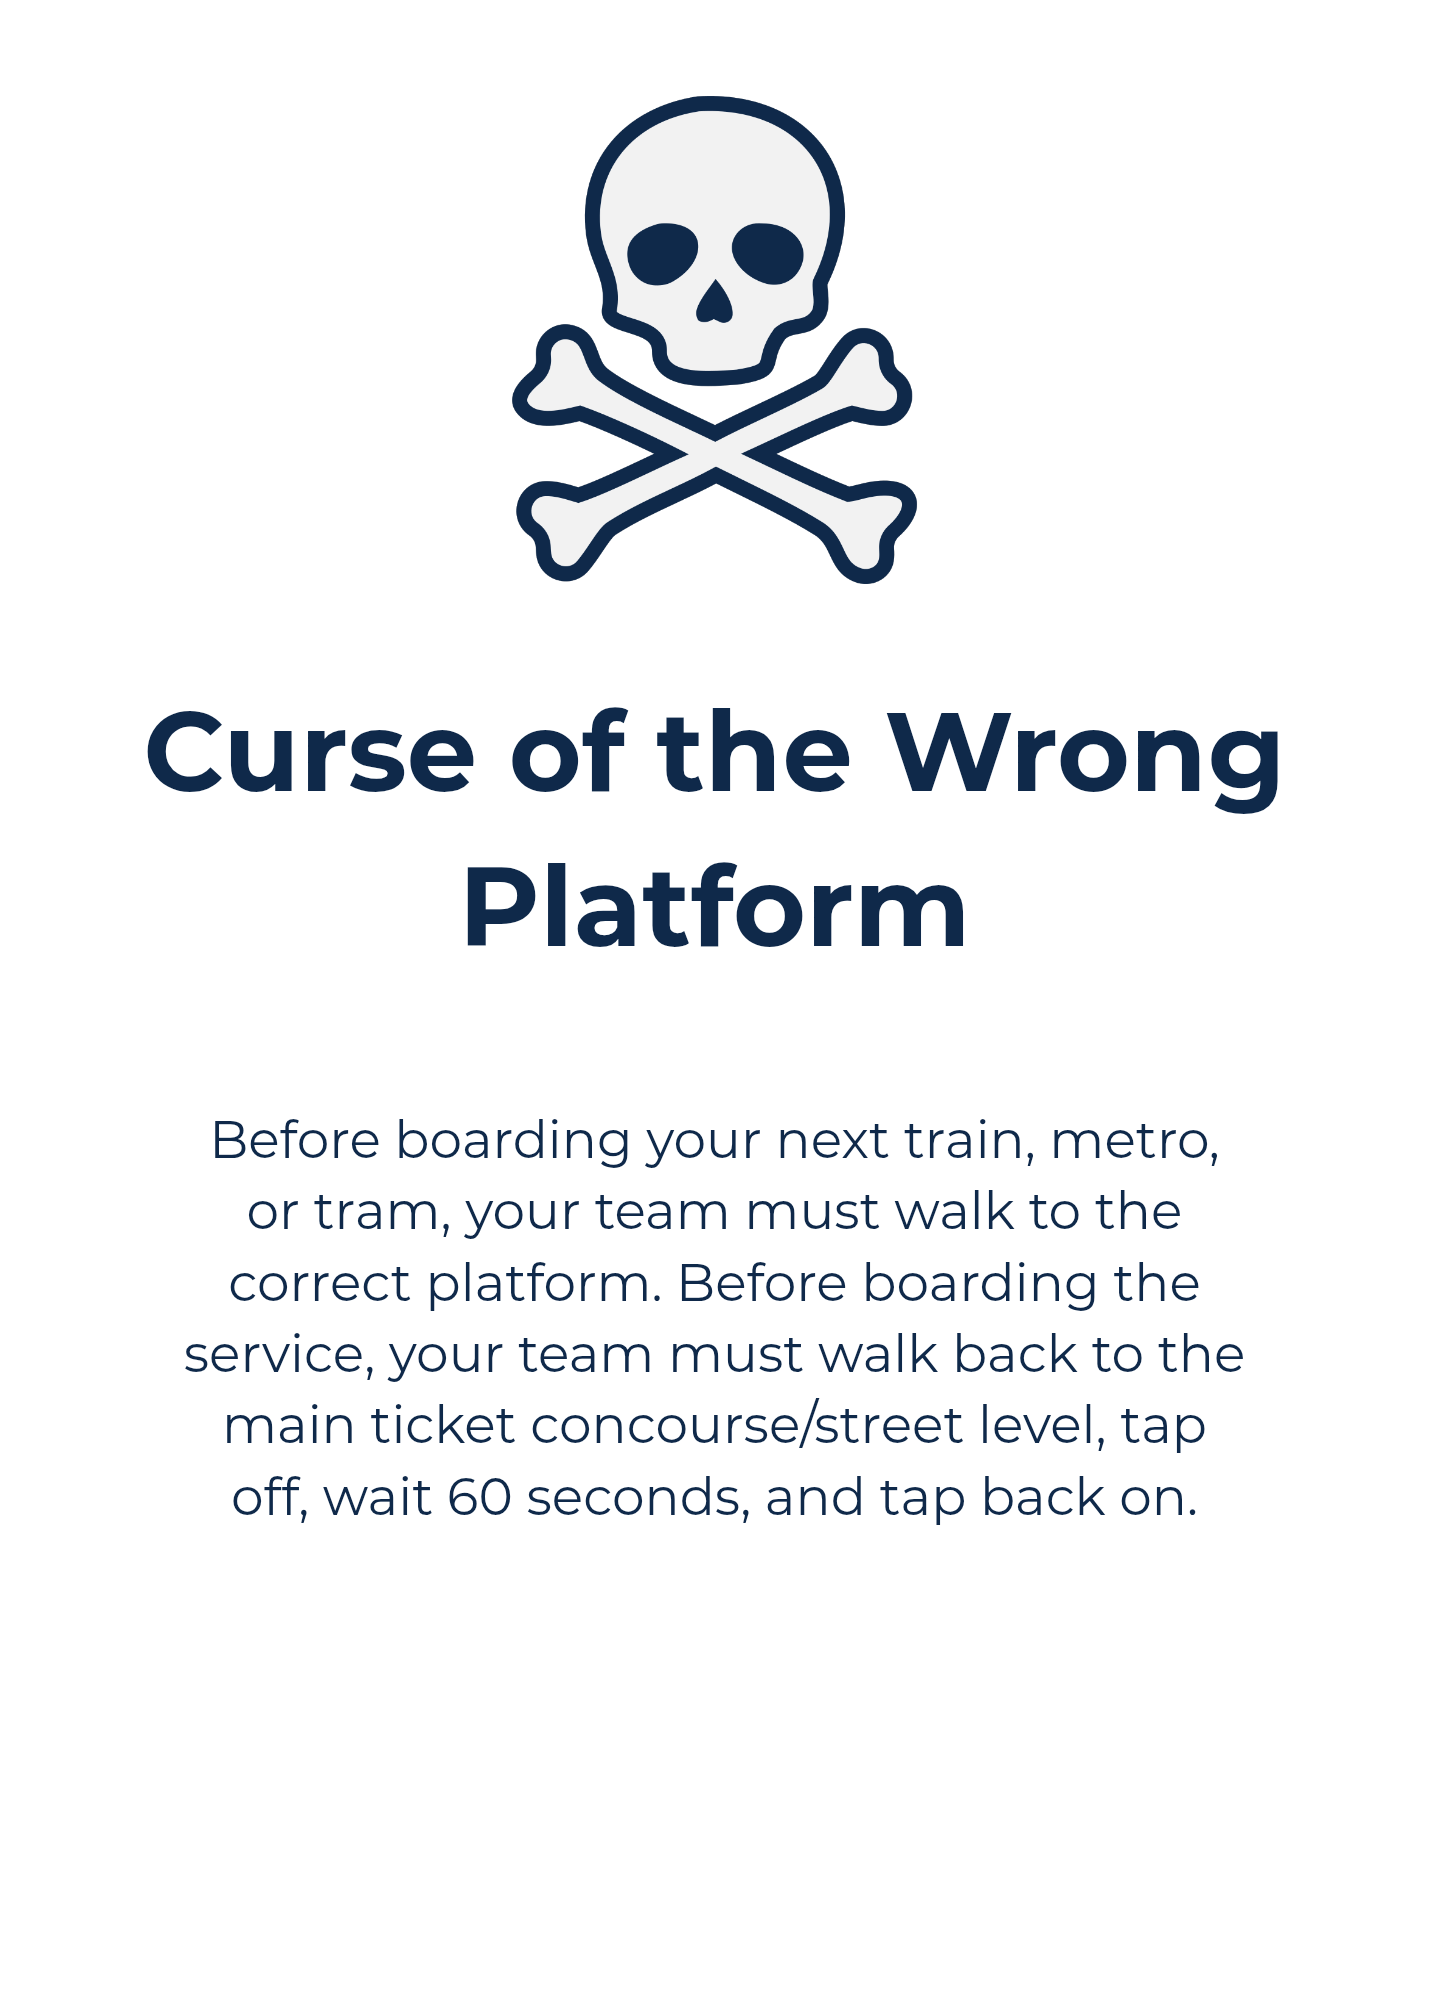 Curse of the Wrong
Platform
Before boarding your next train, metro,
or tram, your team must walk to the
correct platform. Before boarding the
service, your team must walk back to the
main ticket concourse/street level, tap
off, wait 60 seconds, and tap back on.